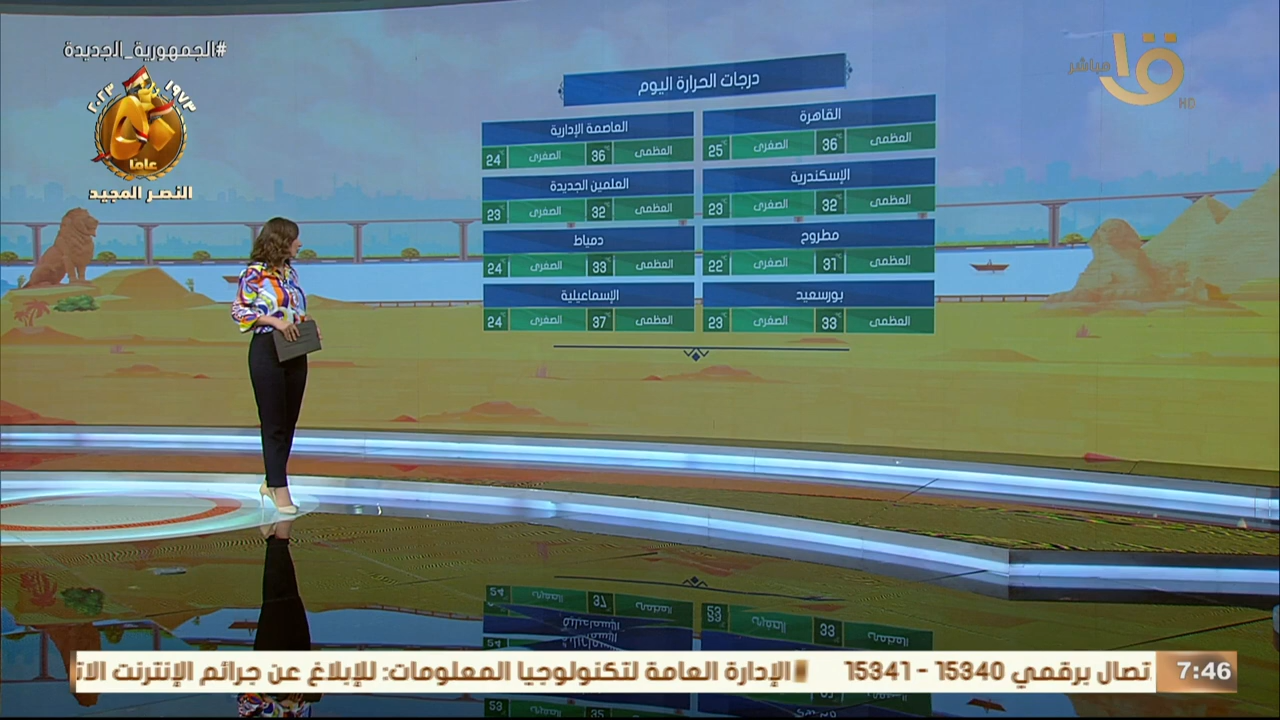 #الجمهورية_الجديدة
١٩٧٣ ٢٠٢٣
٥٠
عاما
النصر المجيد
مباشر
HD
درجات الحرارة اليوم
القاهرة
العظمى 36 الصغرى 25
العاصمة الإدارية
العظمى 36 الصغرى 24
الإسكندرية
العظمى 32 الصغرى 23
العلمين الجديدة
العظمى 32 الصغرى 23
مطروح
العظمى 31 الصغرى 22
دمياط
العظمى 33 الصغرى 24
بورسعيد
العظمى 33 الصغرى 23
الإسماعيلية
العظمى 37 الصغرى 24
7:46
تصال برقمي 15340 - 15341 الإدارة العامة لتكنولوجيا المعلومات: للإبلاغ عن جرائم الإنترنت الات